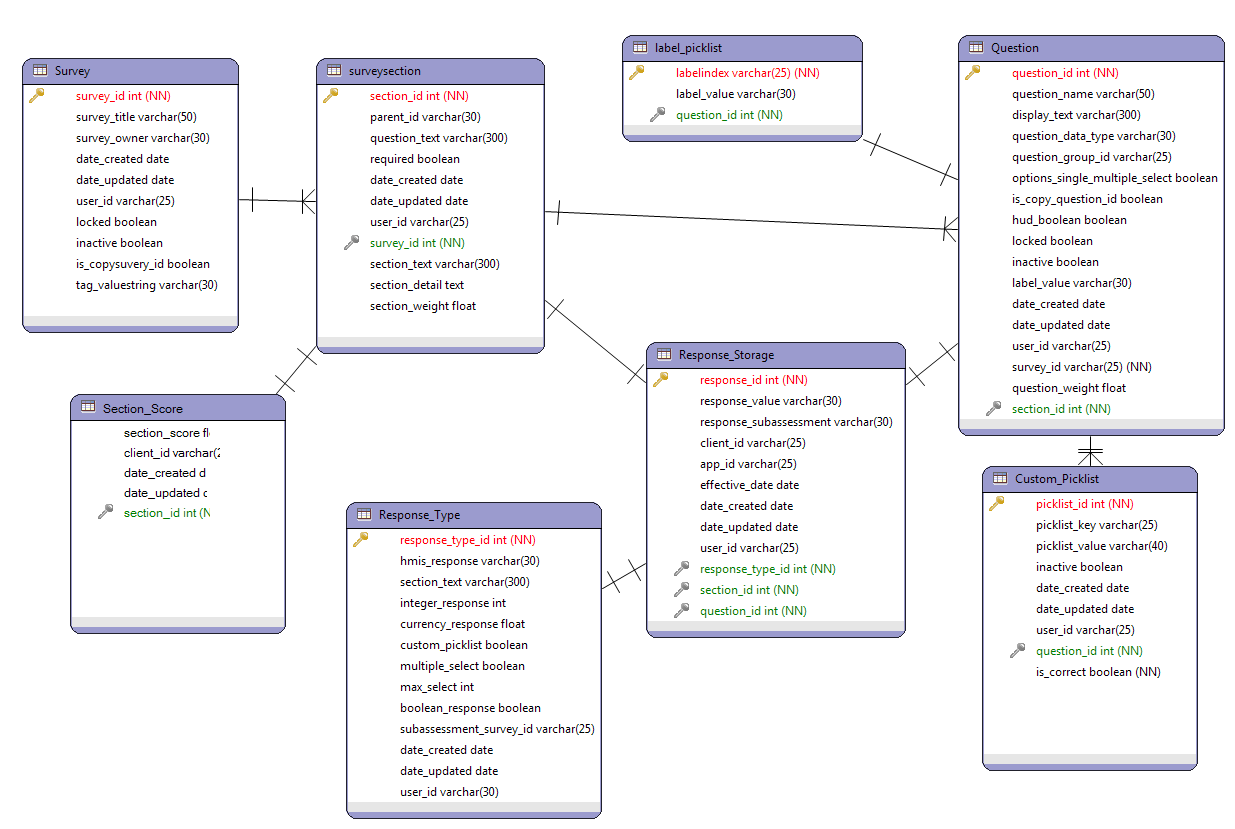 Survey
survey_id int (NN)
survey_title varchar(50)
survey_owner varchar(30)
date_created date
date_updated date
user_id varchar(25)
locked boolean
inactive boolean
is_copysuvery_id boolean
tag_valuestring varchar(30)
surveysection
section_id int (NN)
parent_id varchar(30)
question_text varchar(300)
required boolean
date_created date
date_updated date
user_id varchar(25)
survey_id int (NN)
section_text varchar(300)
section_detail text
section_weight float
label_picklist
labelindex varchar(25) (NN)
label_value varchar(30)
question_id int (NN)
Question
question_id int (NN)
question_name varchar(50)
display_text varchar(300)
question_data_type varchar(30)
question_group_id varchar(25)
options_single_multiple_select boolean
is_copy_question_id boolean
hud_boolean boolean
locked boolean
inactive boolean
label_value varchar(30)
date_created date
date_updated date
user_id varchar(25)
survey_id varchar(25) (NN)
question_weight float
section_id int (NN)
Section_Score
section_score fl
client_id varchar(2
date_created d
date_updated d
section_id int (N
Response_Storage
response_id int (NN)
response_value varchar(30)
response_subassessment varchar(30)
client_id varchar(25)
app_id varchar(25)
effective_date date
date_created date
date_updated date
user_id varchar(25)
response_type_id int (NN)
section_id int (NN)
question_id int (NN)
Response_Type
response_type_id int (NN)
hmis_response varchar(30)
section_text varchar(300)
integer_response int
currency_response float
custom_picklist boolean
multiple_select boolean
max_select int
boolean_response boolean
subassessment_survey_id varchar(25)
date_created date
date_updated date
user_id varchar(30)
Custom_Picklist
picklist_id int (NN)
picklist_key varchar(25)
picklist_value varchar(40)
inactive boolean
date_created date
date_updated date
user_id varchar(25)
question_id int (NN)
is_correct boolean (NN)